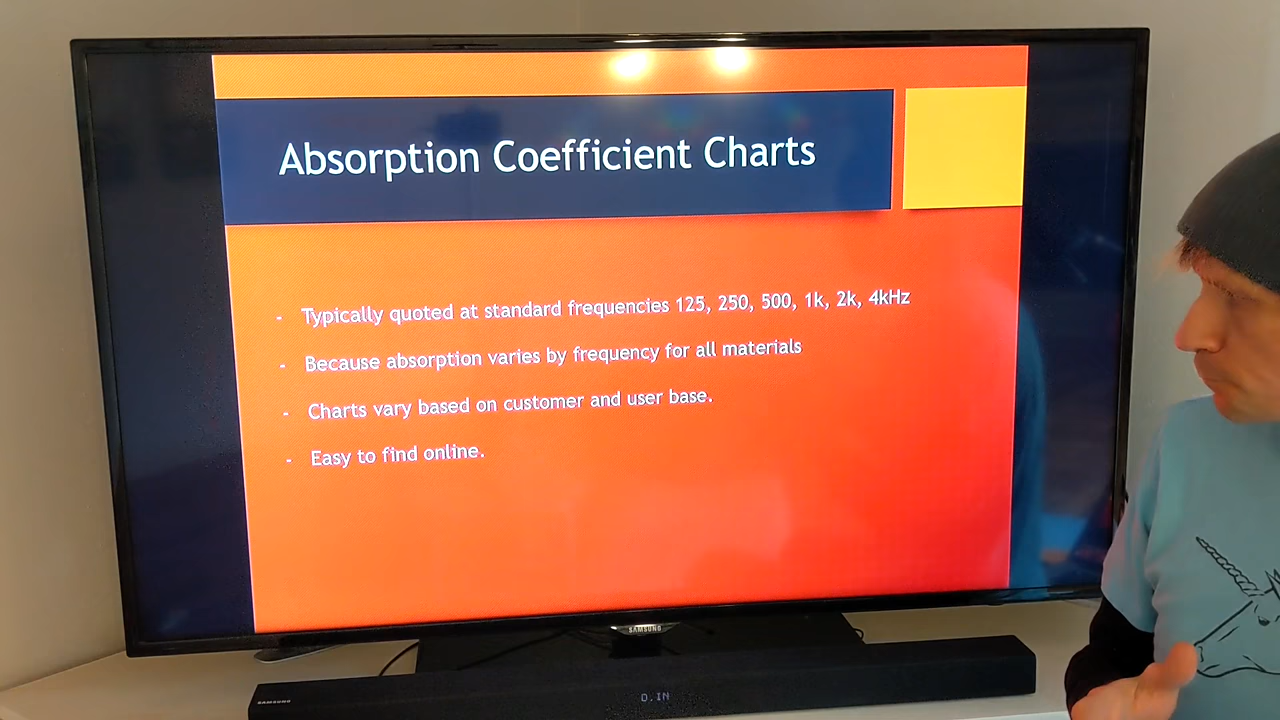 Absorption Coefficient Charts
- Typically quoted at standard frequencies 125, 250, 500, 1k, 2k, 4kHz
- Because absorption varies by frequency for all materials
- Charts vary based on customer and user base.
- Easy to find online.
SAMSUNG
SAMSUNG
D.IN